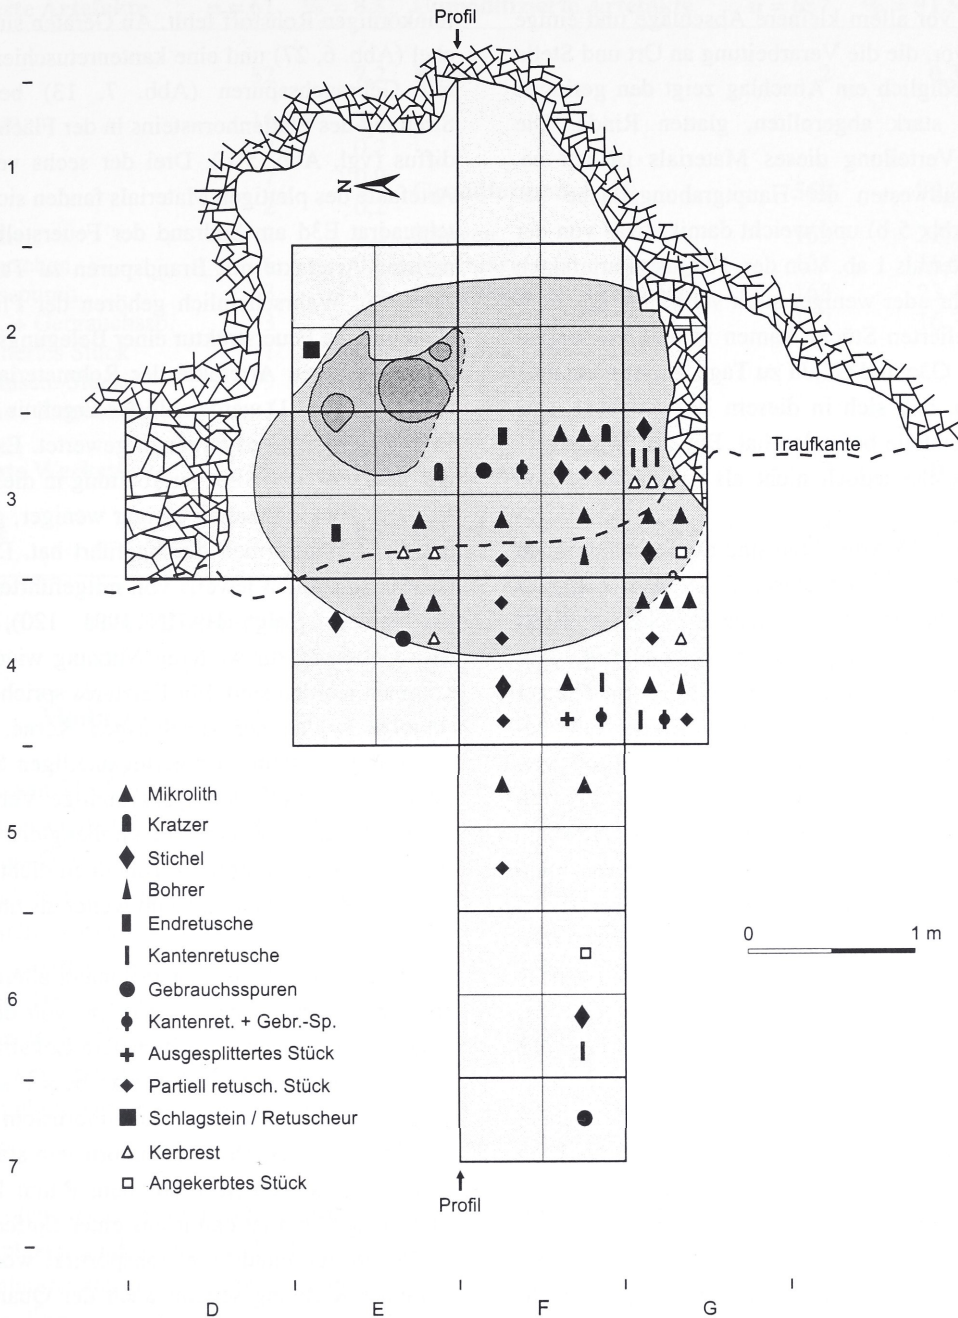 Profil
1
N
2
Traufkante
3
4
Mikrolith
Kratzer
5
Stichel
Bohrer
Endretusche
0 1 m
Kantenretusche
Gebrauchsspuren
6
Kantenret. + Gebr.-Sp.
Ausgesplittertes Stück
Partiell retusch. Stück
Schlagstein / Retuscheur
Kerbrest
7
Angekerbtes Stück
Profil
D E F G